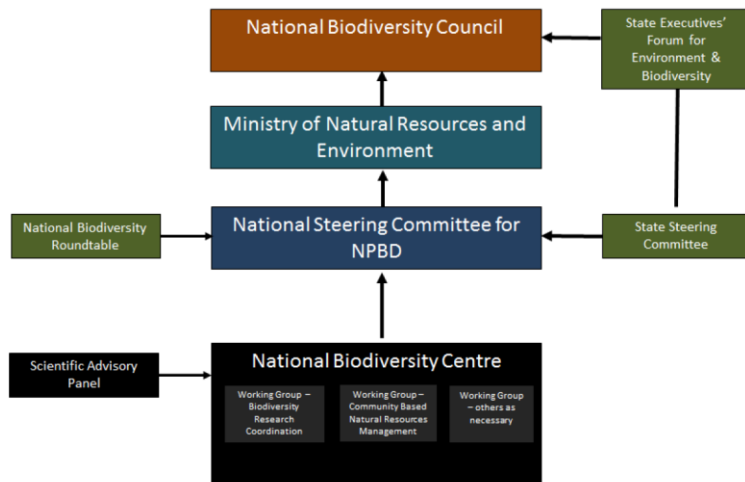 National Biodiversity
Council
State Executives’
Forum for
Environment &
Biodiversity
Ministry of Natural Resources and
Environment
National Biodiversity
Roundtable
National Steering Committee for
NPBD
State Steering
Committee
Scientific Advisory
Panel
National Biodiversity Centre
Working Group –
Biodiversity
Research
Coordination
Working Group –
Community Based
Natural Resources
Management
Working Group
– others as
necessary